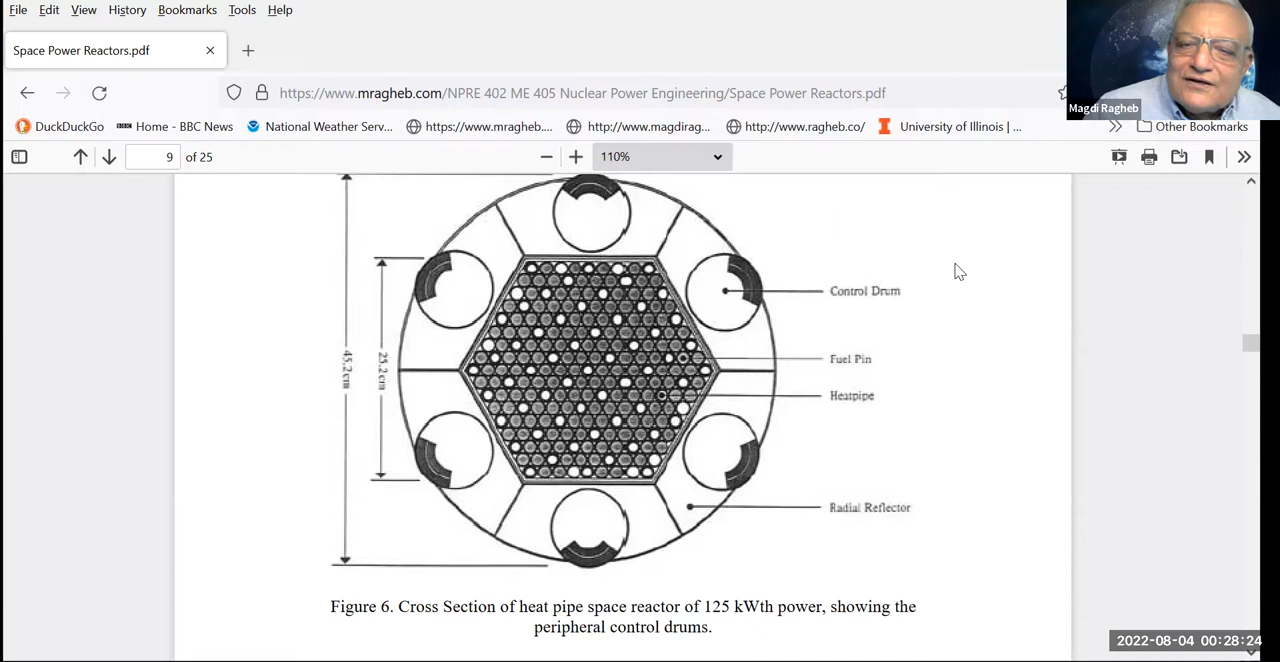 File Edit View History Bookmarks Tools Help
Space Power Reactors.pdf
https://www.mragheb.com/NPRE 402 ME 405 Nuclear Power Engineering/Space Power Reactors.pdf
Magdi Ragheb
DuckDuckGo BBC Home - BBC News National Weather Serv... https://www.mragheb.... http://www.magdirag... http://www.ragheb.co/ University of Illinois |... Other Bookmarks
9 of 25 110%
Control Drum
Fuel Pin
45.2cm
25.2cm
Heatpipe
Radial Reflector
Figure 6. Cross Section of heat pipe space reactor of 125 kWth power, showing the
peripheral control drums.
2022-08-04 00:28:24